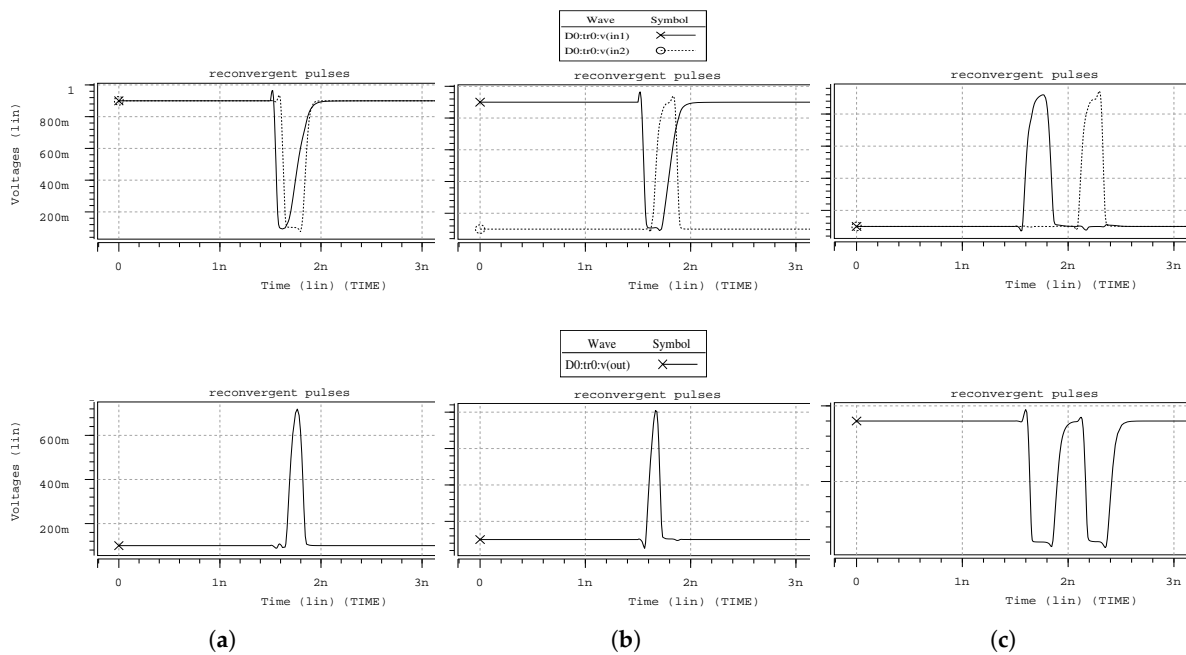 Wave Symbol
D0:tr0:v(in1)
D0:tr0:v(in2)
reconvergent pulses
reconvergent pulses
reconvergent pulses
Voltages (lin)
1
800m
600m
400m
200m
0 1n 2n 3n
0 1n 2n 3n
0 1n 2n 3n
Time (lin) (TIME)
Time (lin) (TIME)
Time (lin) (TIME)
Wave Symbol
D0:tr0:v(out)
reconvergent pulses
reconvergent pulses
reconvergent pulses
Voltages (lin)
600m
400m
200m
0 1n 2n 3n
0 1n 2n 3n
0 1n 2n 3n
Time (lin) (TIME)
Time (lin) (TIME)
Time (lin) (TIME)
(a) (b) (c)